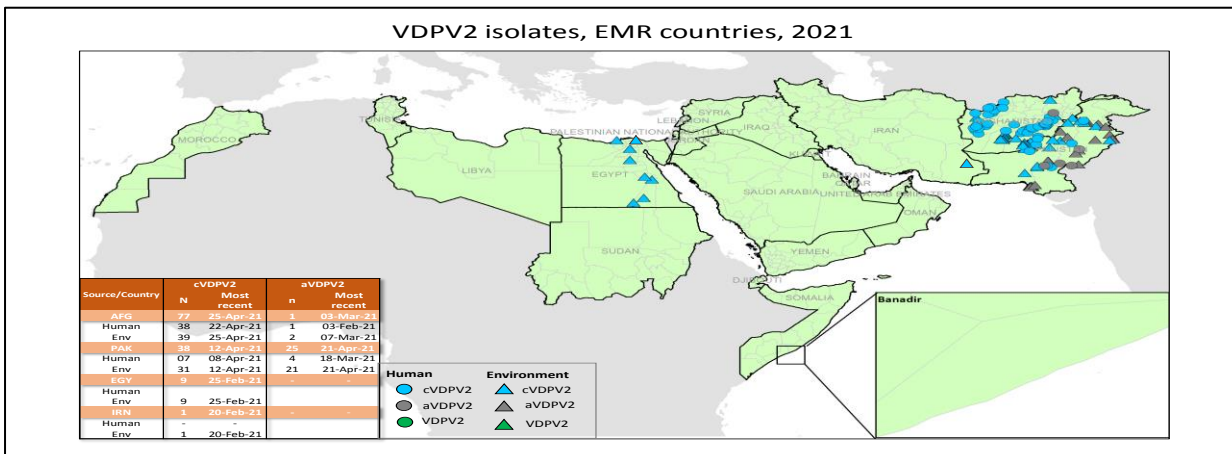 VDPV2 isolates, EMR countries, 2021
MOROCCO
LIBYA
EGYPT
SUDAN
SYRIA
LEBANON
PALESTINIAN NATIONAL AUTHORITY
IRAQ
IRAN
BAHRAIN
SAUDI ARABIA
UNITED ARAB EMIRATES
OMAN
YEMEN
DJIBOUTI
SOMALIA
Banadir
Source/Country cVDPV2 aVDPV2
N Most recent n Most recent
AFG 77 25-Apr-21 1 03-Mar-21
Human 38 22-Apr-21 1 03-Feb-21
Env 39 25-Apr-21 2 07-Mar-21
PAK 38 12-Apr-21 25 21-Apr-21
Human 07 08-Apr-21 4 18-Mar-21
Env 31 12-Apr-21 21 21-Apr-21
EGY 9 25-Feb-21 - -
Human
Env 9 25-Feb-21
IRN 1 20-Feb-21 - -
Human - -
Env 1 20-Feb-21
Human Environment
cVDPV2 cVDPV2
aVDPV2 aVDPV2
VDPV2 VDPV2